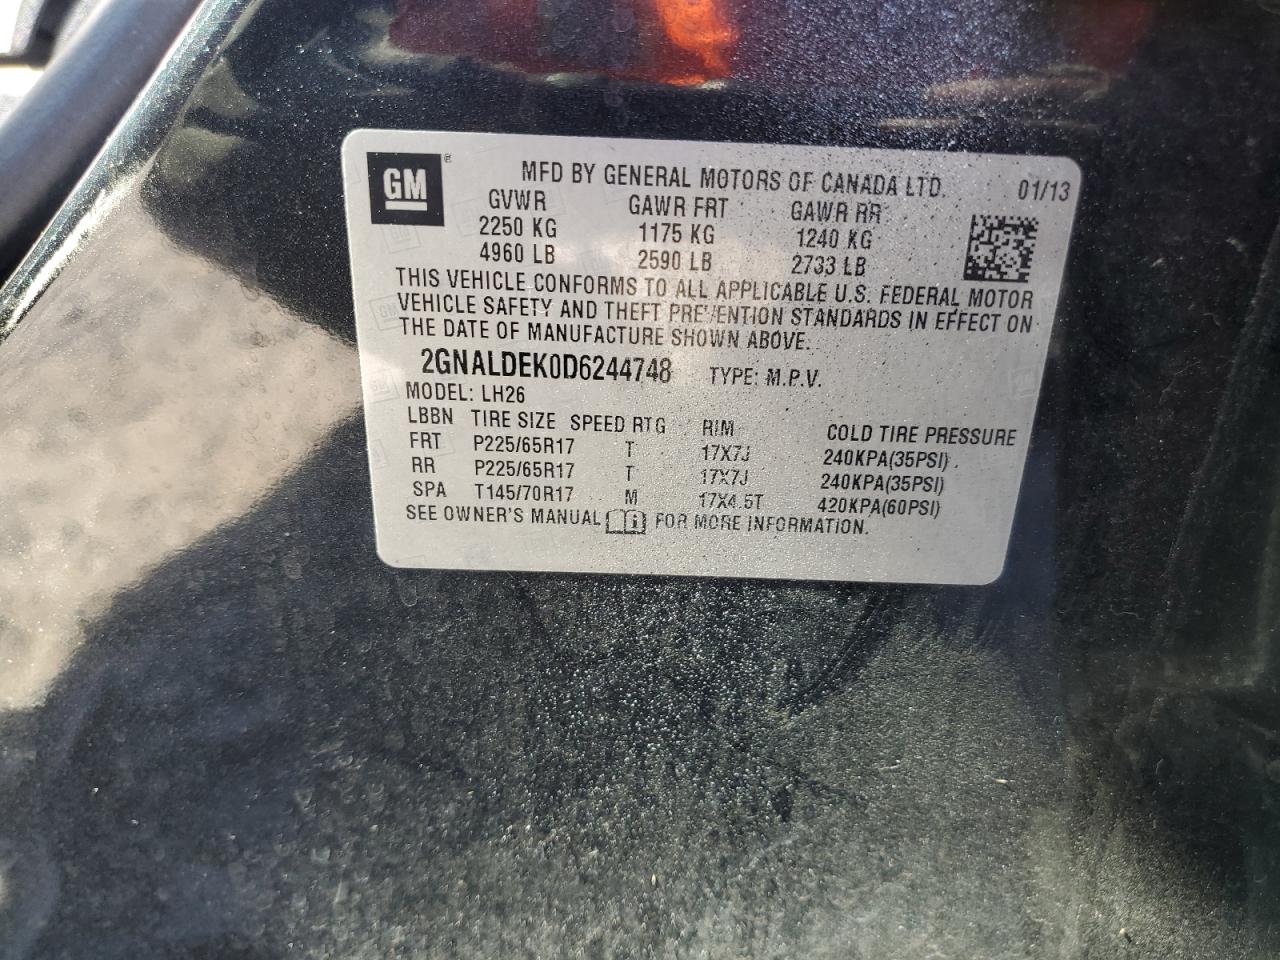 GM ®
MFD BY GENERAL MOTORS OF CANADA LTD. 01/13
GVWR GAWR FRT GAWR RR
2250 KG 1175 KG 1240 KG
4960 LB 2590 LB 2733 LB
THIS VEHICLE CONFORMS TO ALL APPLICABLE U.S. FEDERAL MOTOR
VEHICLE SAFETY AND THEFT PREVENTION STANDARDS IN EFFECT ON
THE DATE OF MANUFACTURE SHOWN ABOVE.
2GNALDEK0D6244748 TYPE: M.P.V.
MODEL: LH26
LBBN TIRE SIZE SPEED RTG RIM COLD TIRE PRESSURE
FRT P225/65R17 T 17X7J 240KPA(35PSI)
RR P225/65R17 T 17X7J 240KPA(35PSI)
SPA T145/70R17 M 17X4.5T 420KPA(60PSI)
SEE OWNER'S MANUAL FOR MORE INFORMATION.